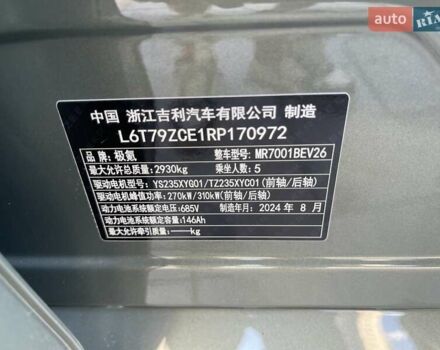 RIA
中国 浙江吉利汽车有限公司 制造
L6T79ZCE1RP170972
品牌:极氪 整车型号:MR7001BEV26
最大允许总质量:2930kg 乘坐人数:5
驱动电机型号:YS235XYG01/TZ235XYC01(前轴/后轴)
驱动电机峰值功率:270kW/310kW(前轴/后轴)
动力电池系统额定电压:685V 制造年月:2024 年 8 月
动力电池系统额定容量:146Ah
最大允许牵引质量:——kg